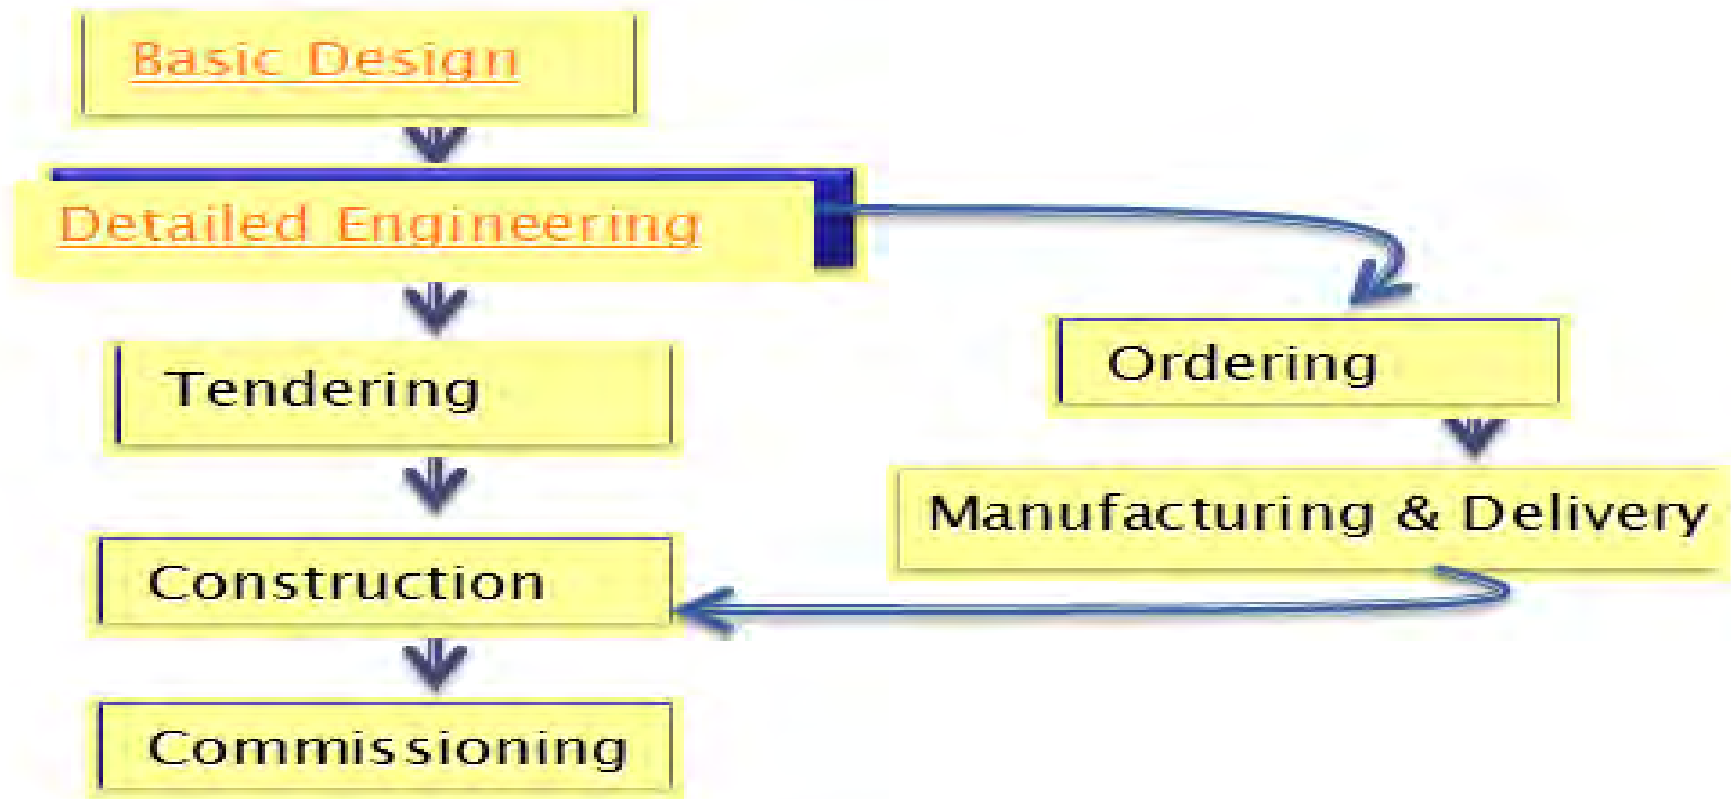 Basic Design
Detailed Engineering
Tendering
Construction
Commissioning
Ordering
Manufacturing & Delivery